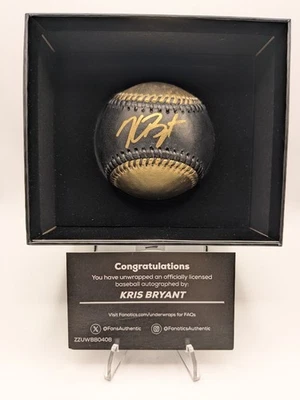 Congratulations
You have unwrapped an officially licensed
baseball autographed by:
KRIS BRYANT
Visit Fanatics.com/underwraps for FAQs
@FansAuthentic @FanaticsAuthentic
ZZUWBB0408